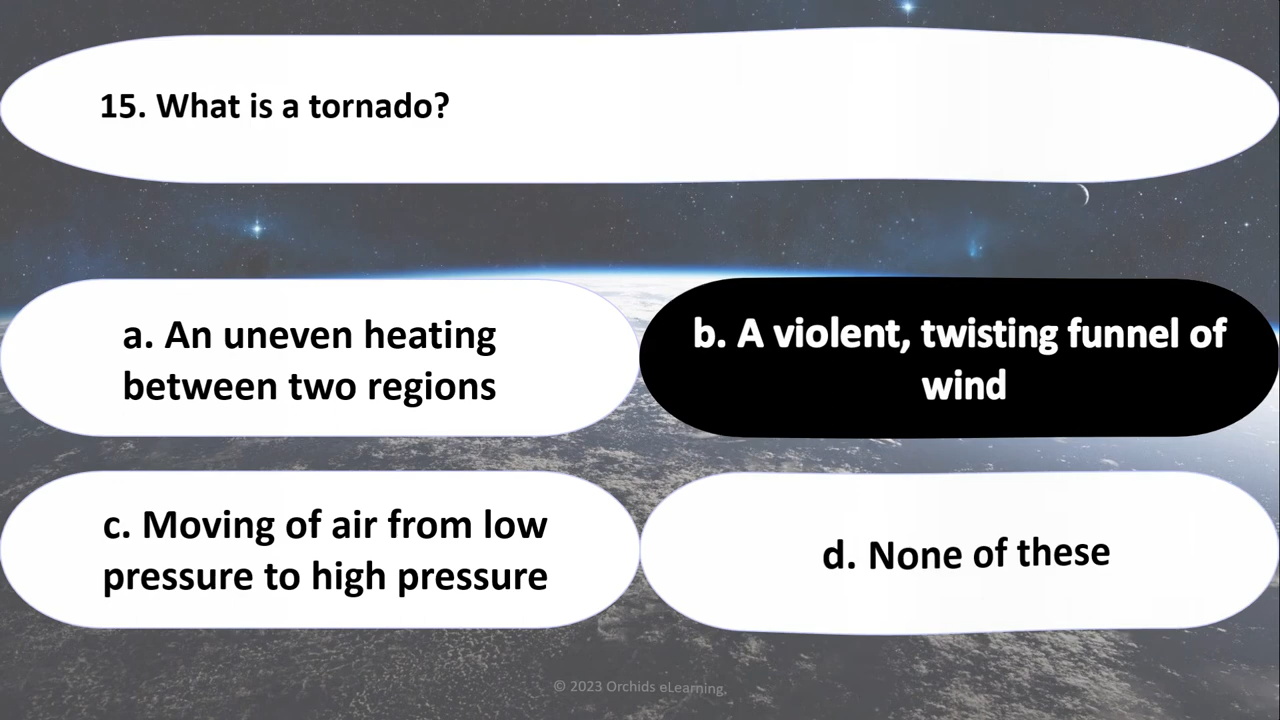 15. What is a tornado?
a. An uneven heating
between two regions
b. A violent, twisting funnel of
wind
c. Moving of air from low
pressure to high pressure
d. None of these
© 2023 Orchids eLearning.